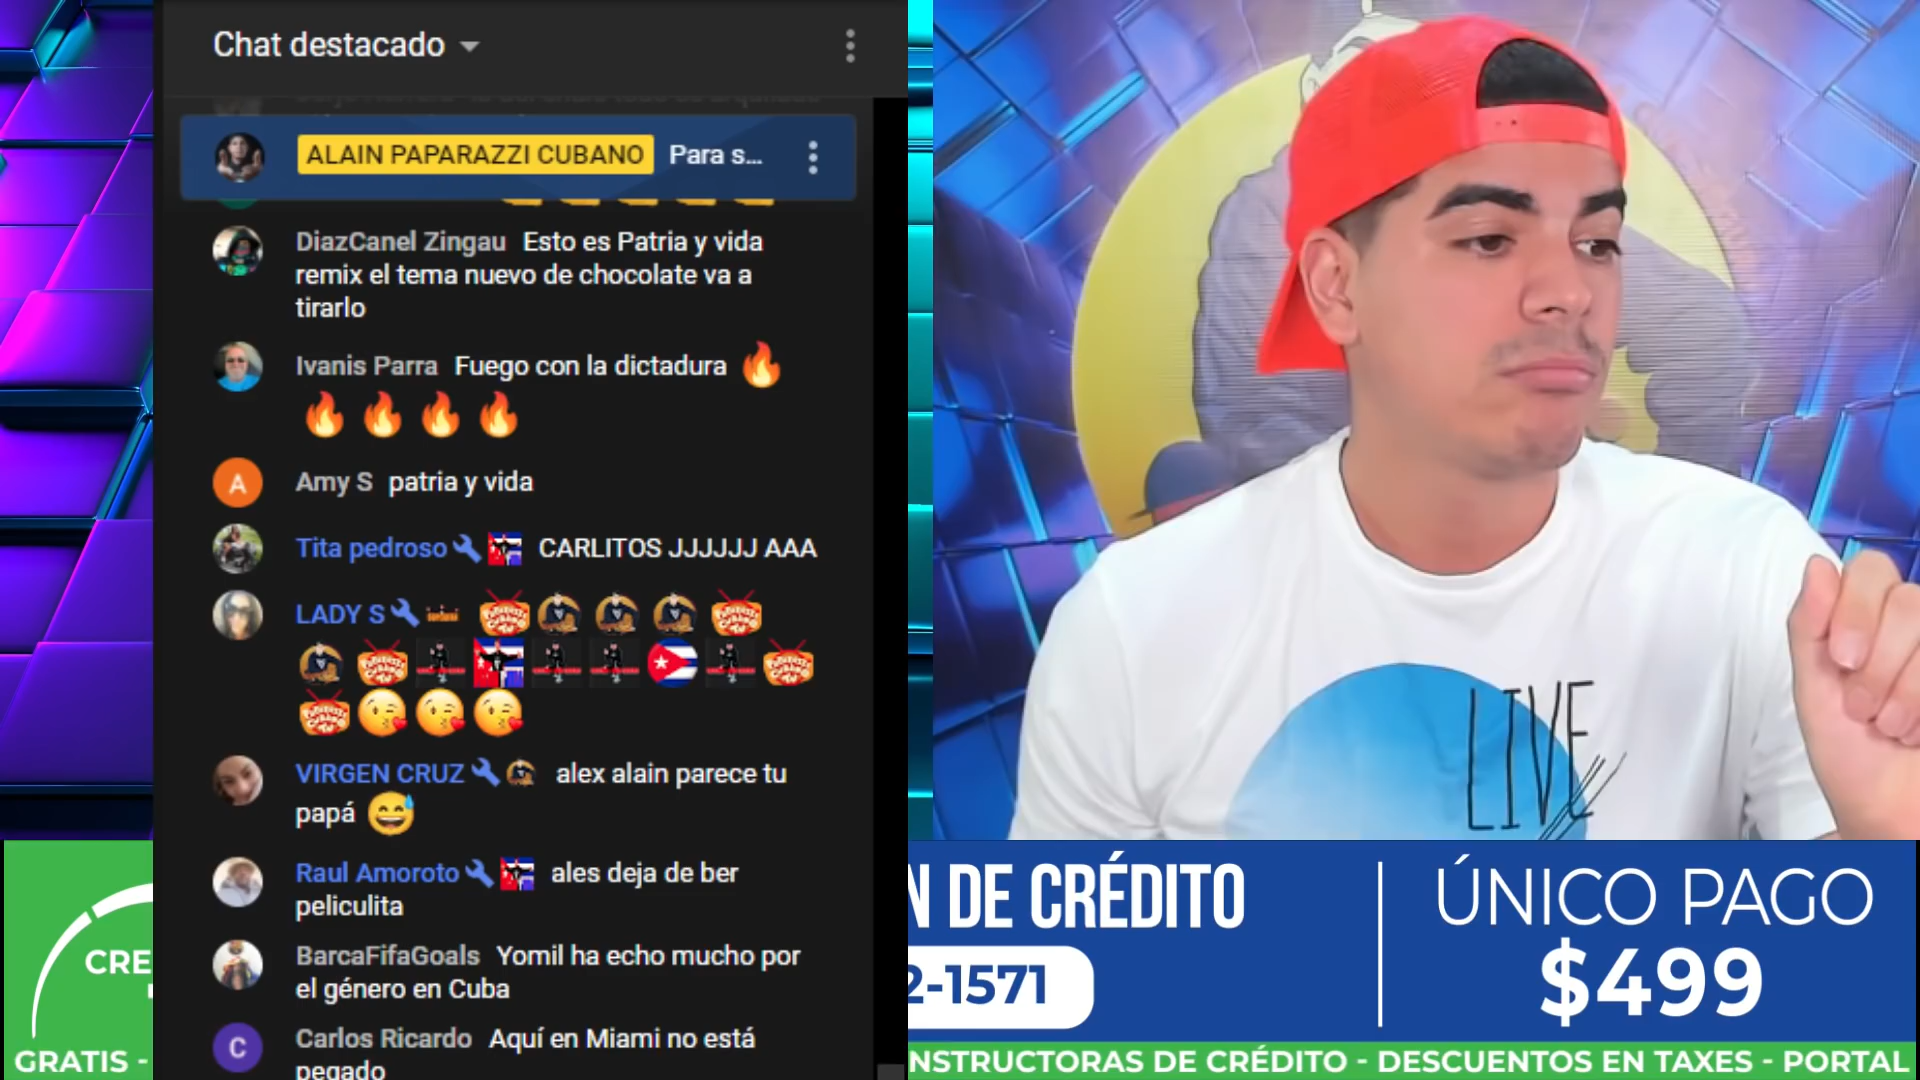 Chat destacado
ALAIN PAPARAZZI CUBANO Para s...
DiazCanel Zingau Esto es Patria y vida
remix el tema nuevo de chocolate va a
tirarlo
Ivanis Parra Fuego con la dictadura
Amy S patria y vida
Tita pedroso CARLITOS JJJJJJ AAA
LADY S
VIRGEN CRUZ alex alain parece tu
papá
Raul Amoroto ales deja de ber
peliculita
BarcaFifaGoals Yomil ha echo mucho por
el género en Cuba
Carlos Ricardo Aquí en Miami no está
pegado
A
C
LIVE
CRE
GRATIS -
N DE CRÉDITO
2-1571
ÚNICO PAGO
$499
NSTRUCTORAS DE CRÉDITO - DESCUENTOS EN TAXES - PORTAL